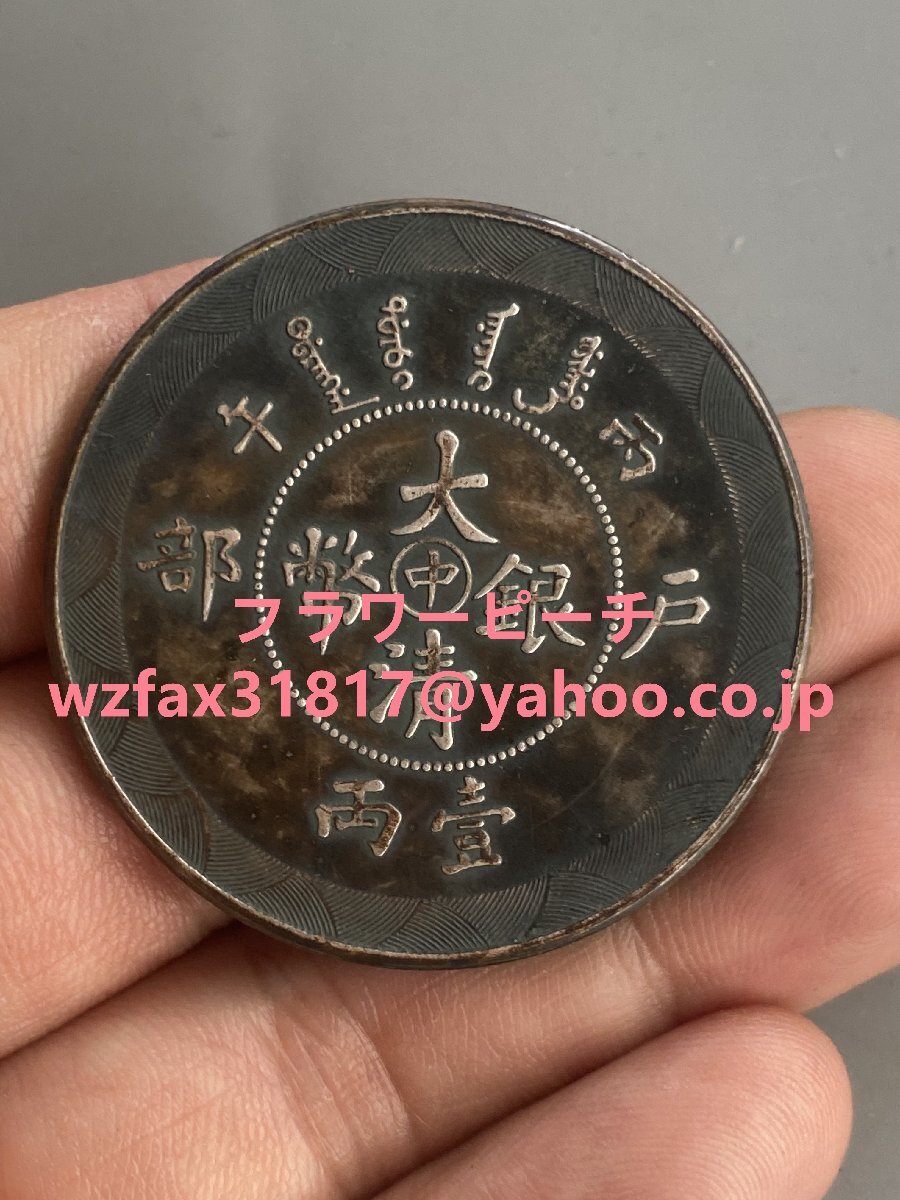 丙午
戶部
大清銀幣
中
壹兩
フラワーピーチ
wzfax31817@yahoo.co.jp